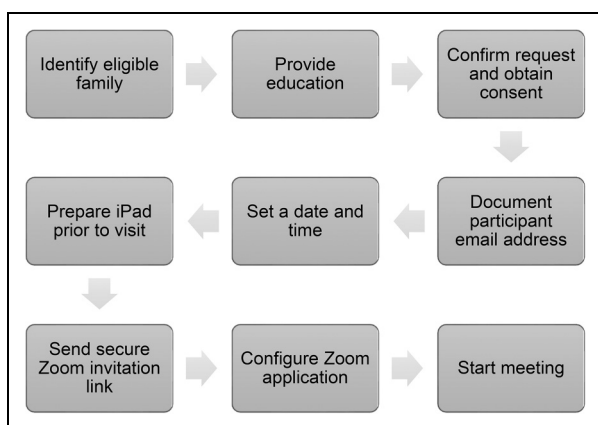 Identify eligible
family
Provide
education
Confirm request
and obtain
consent
Document
participant
email address
Set a date and
time
Prepare iPad
prior to visit
Send secure
Zoom invitation
link
Configure Zoom
application
Start meeting